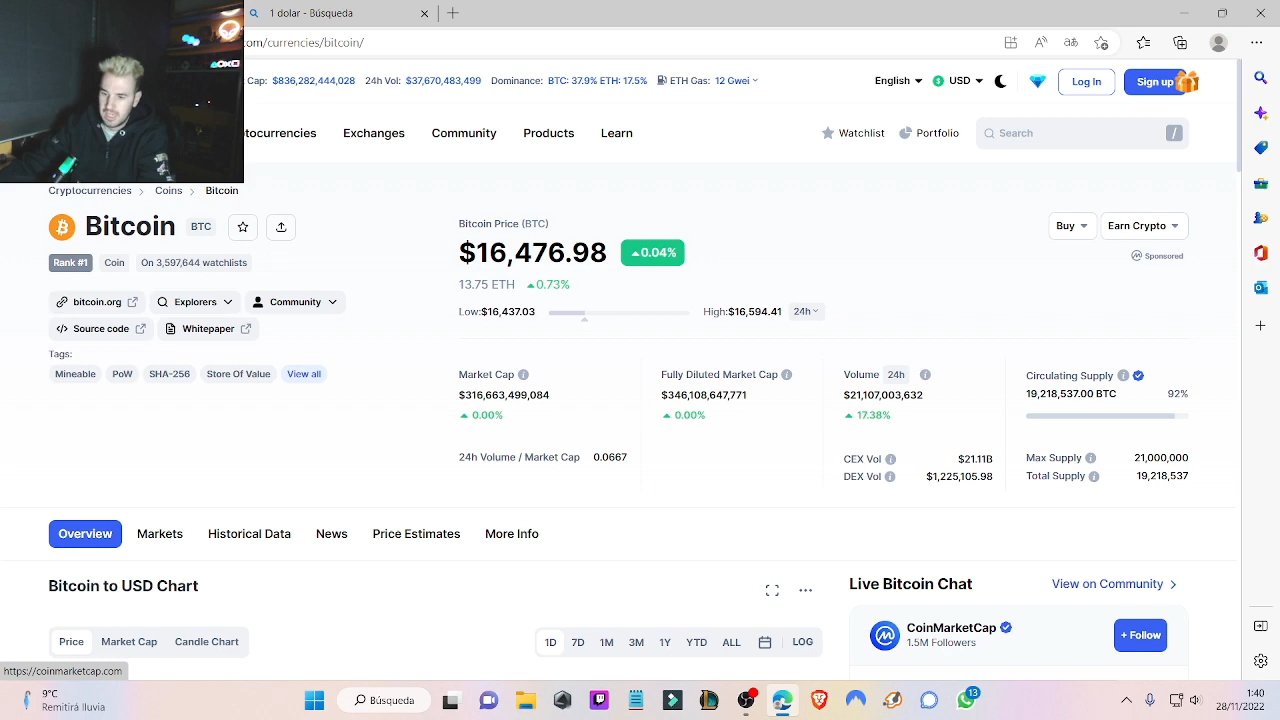 1 dolar - Búsqueda
om/currencies/bitcoin/
Cap: $836,282,444,028 24h Vol: $37,670,483,499 Dominance: BTC: 37.9% ETH: 17.5% ETH Gas: 12 Gwei
English USD Log In Sign up
tocurrencies Exchanges Community Products Learn
Watchlist Portfolio Search /
Cryptocurrencies Coins Bitcoin
Bitcoin BTC
Rank #1 Coin On 3,597,644 watchlists
bitcoin.org Explorers Community
Source code Whitepaper
Tags:
Mineable PoW SHA-256 Store Of Value View all
Bitcoin Price (BTC)
$16,476.98 0.04%
13.75 ETH 0.73%
Low:$16,437.03 High:$16,594.41 24h
Buy Earn Crypto
Sponsored
Market Cap
$316,663,499,084
0.00%
24h Volume / Market Cap 0.0667
Fully Diluted Market Cap
$346,108,647,771
0.00%
Volume 24h
$21,107,003,632
17.38%
CEX Vol $21.11B
DEX Vol $1,225,105.98
Circulating Supply
19,218,537.00 BTC 92%
Max Supply 21,000,000
Total Supply 19,218,537
Overview Markets Historical Data News Price Estimates More Info
Bitcoin to USD Chart
Price Market Cap Candle Chart
1D 7D 1M 3M 1Y YTD ALL LOG
Live Bitcoin Chat View on Community
CoinMarketCap
1.5M Followers
+ Follow
https://coinmarketcap.com
9°C
Remitirá lluvia
Búsqueda
13
1:40
28/11/2022